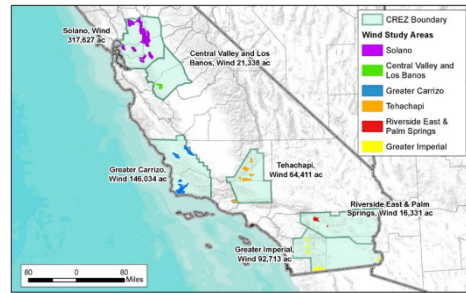 Solano, Wind
317,627 ac
Central Valley and Los
Banos, Wind 21,338 ac
Greater Carrizo,
Wind 146,034 ac
Tehachapi,
Wind 64,411 ac
Riverside East & Palm
Springs, Wind 16,331 ac
Greater Imperial,
Wind 92,713 ac
CREZ Boundary
Wind Study Areas
Solano
Central Valley and
Los Banos
Greater Carrizo
Tehachapi
Riverside East &
Palm Springs
Greater Imperial
80 0 80
Miles